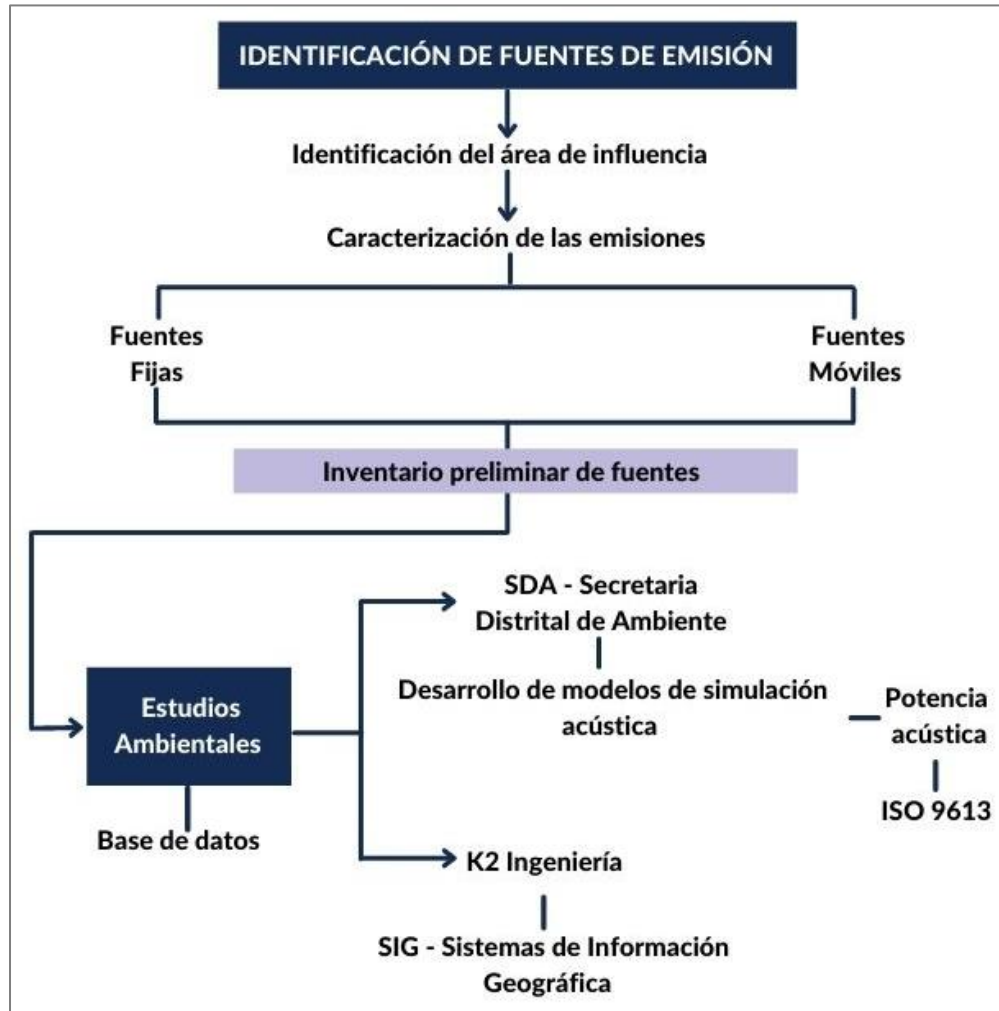 IDENTIFICACIÓN DE FUENTES DE EMISIÓN
Identificación del área de influencia
Caracterización de las emisiones
Fuentes
Fijas
Fuentes
Móviles
Inventario preliminar de fuentes
Estudios
Ambientales
Base de datos
SDA - Secretaria
Distrital de Ambiente
Desarrollo de modelos de simulación
acústica
Potencia
acústica
ISO 9613
K2 Ingeniería
SIG - Sistemas de Información
Geográfica